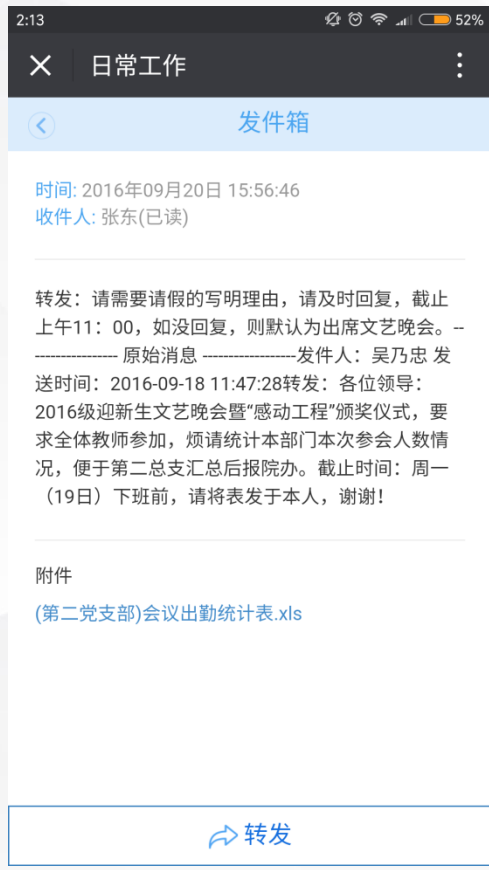 2:13
52%
日常工作
发件箱
时间: 2016年09月20日 15:56:46
收件人: 张东(已读)
转发：请需要请假的写明理由，请及时回复，截止
上午11：00，如没回复，则默认为出席文艺晚会。--
---------------- 原始消息 -----------------发件人：吴乃忠 发
送时间：2016-09-18 11:47:28转发：各位领导：
2016级迎新生文艺晚会暨“感动工程”颁奖仪式，要
求全体教师参加，烦请统计本部门本次参会人数情
况，便于第二总支汇总后报院办。截止时间：周一
（19日）下班前，请将表发于本人，谢谢！
附件
(第二党支部)会议出勤统计表.xls
转发